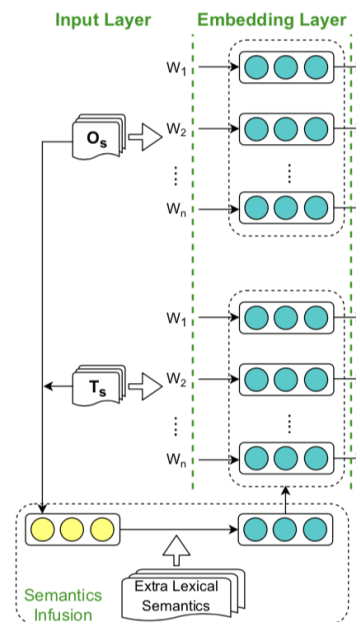 Input Layer
Embedding Layer
W1
Os
W2
Wn
W1
Ts
W2
Wn
Semantics
Infusion
Extra Lexical
Semantics